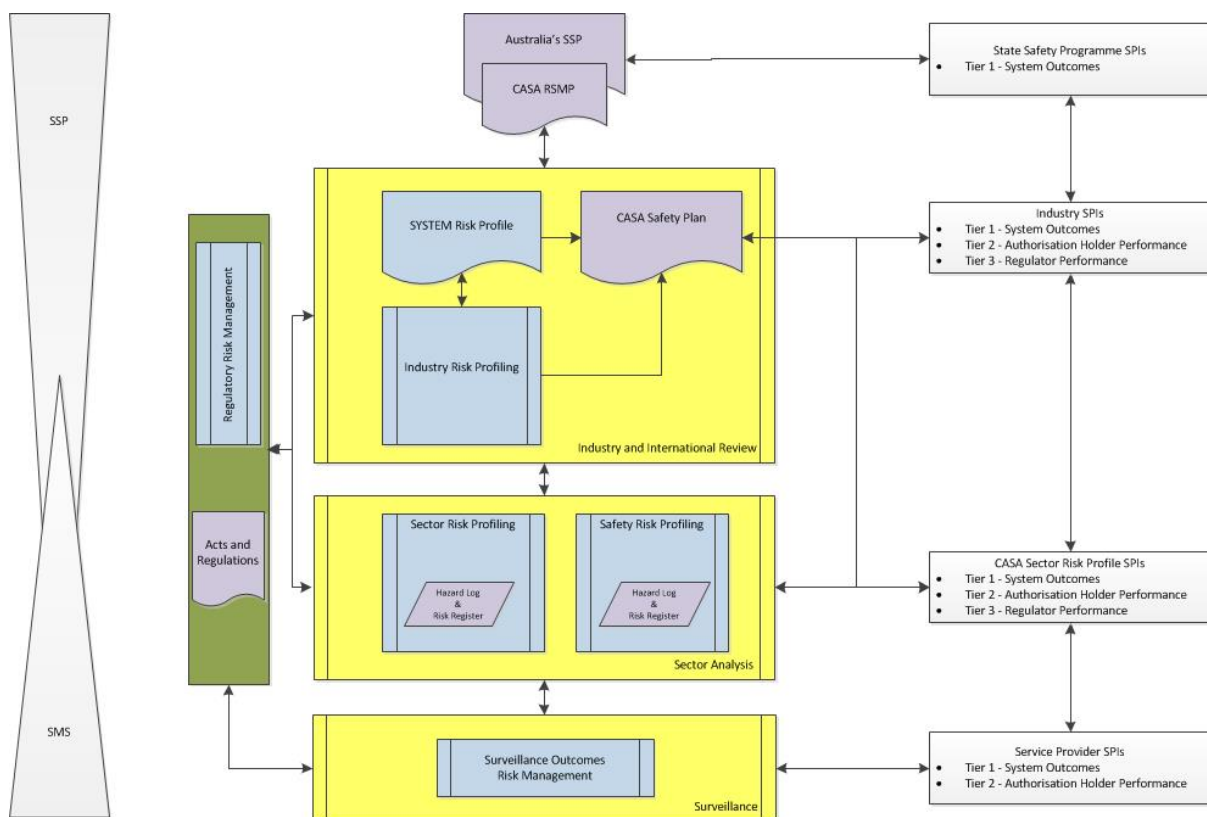 SSP
SMS
Regulatory Risk Management
Acts and
Regulations
Australia's SSP
CASA RSMP
SYSTEM Risk Profile
CASA Safety Plan
Industry Risk Profiling
Industry and International Review
Sector Risk Profiling
Hazard Log
&
Risk Register
Safety Risk Profiling
Hazard Log
&
Risk Register
Sector Analysis
Surveillance Outcomes
Risk Management
Surveillance
State Safety Programme SPIs
• Tier 1 - System Outcomes
Industry SPIs
• Tier 1 - System Outcomes
• Tier 2 - Authorisation Holder Performance
• Tier 3 - Regulator Performance
CASA Sector Risk Profile SPIs
• Tier 1 - System Outcomes
• Tier 2 - Authorisation Holder Performance
• Tier 3 - Regulator Performance
Service Provider SPIs
• Tier 1 - System Outcomes
• Tier 2 - Authorisation Holder Performance